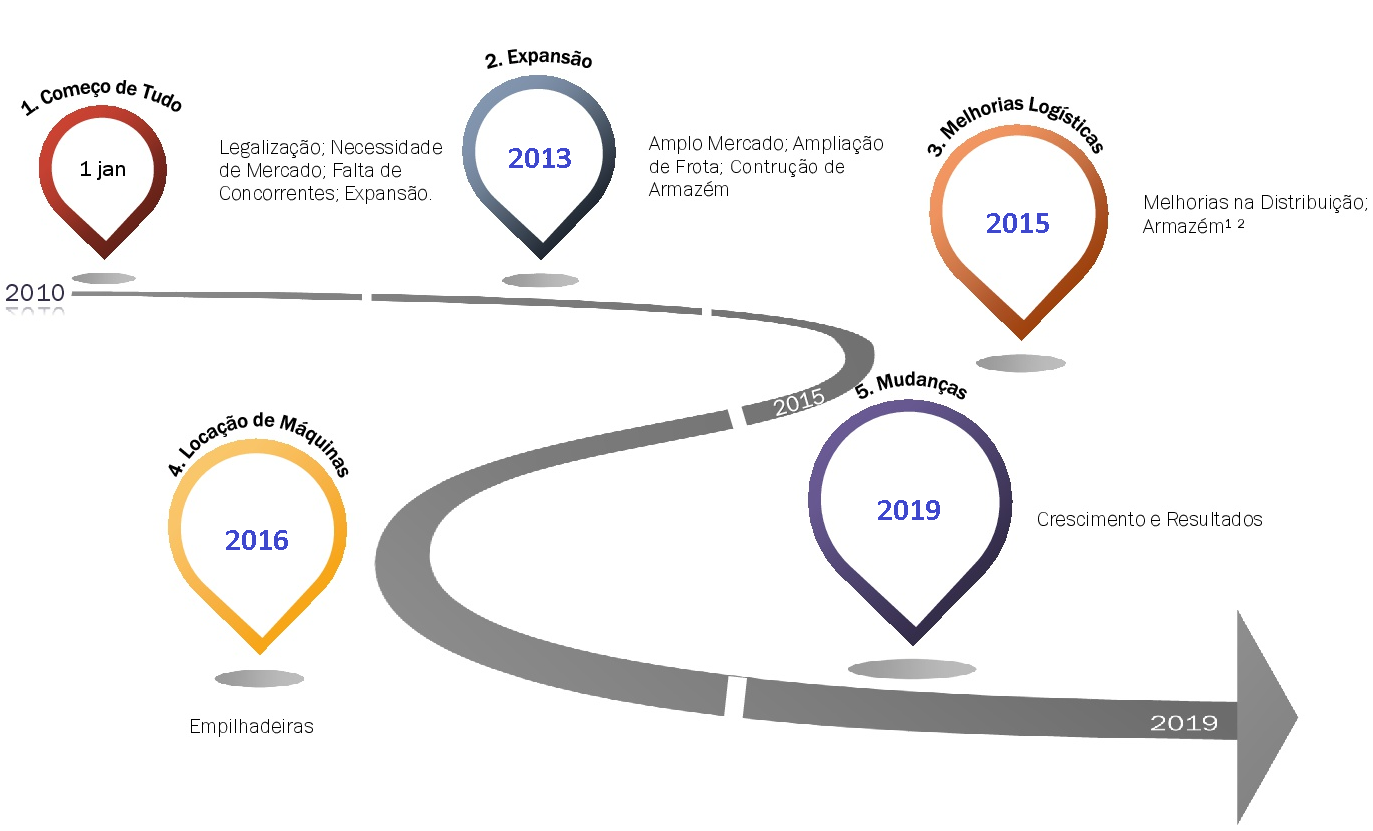 1. Começo de Tudo
1 jan
Legalização; Necessidade
de Mercado; Falta de
Concorrentes; Expansão.
2. Expansão
2013
Amplo Mercado; Ampliação
de Frota; Contrução de
Armazém
3. Melhorias Logísticas
2015
Melhorias na Distribuição;
Armazém¹ ²
2010
2015
4. Locação de Máquinas
2016
Empilhadeiras
5. Mudanças
2019
Crescimento e Resultados
2019